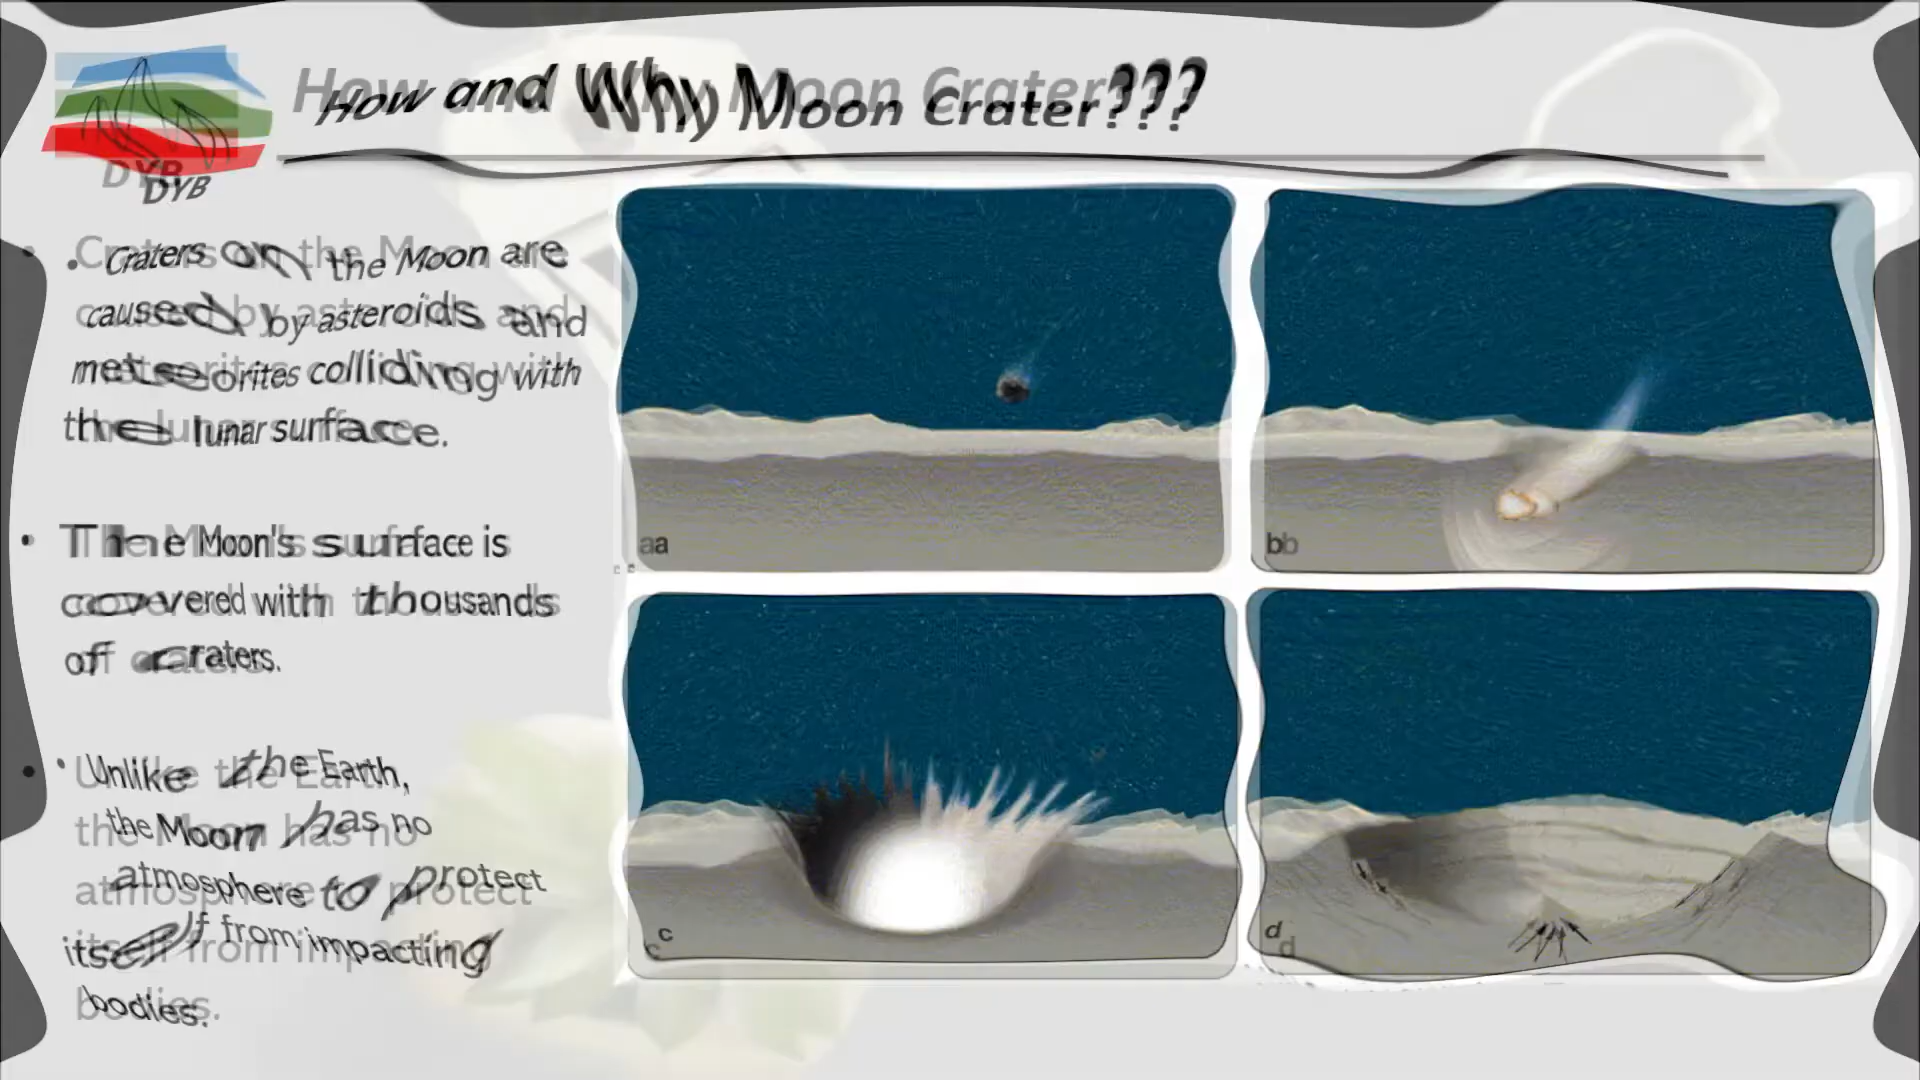 How and Why Moon Crater???
DYB
• Craters on the Moon are
caused by asteroids and
meteorites colliding with
the lunar surface.
• The Moon's surface is
covered with thousands
of craters.
• Unlike the Earth,
the Moon has no
atmosphere to protect
itself from impacting
bodies.
a
b
c
d